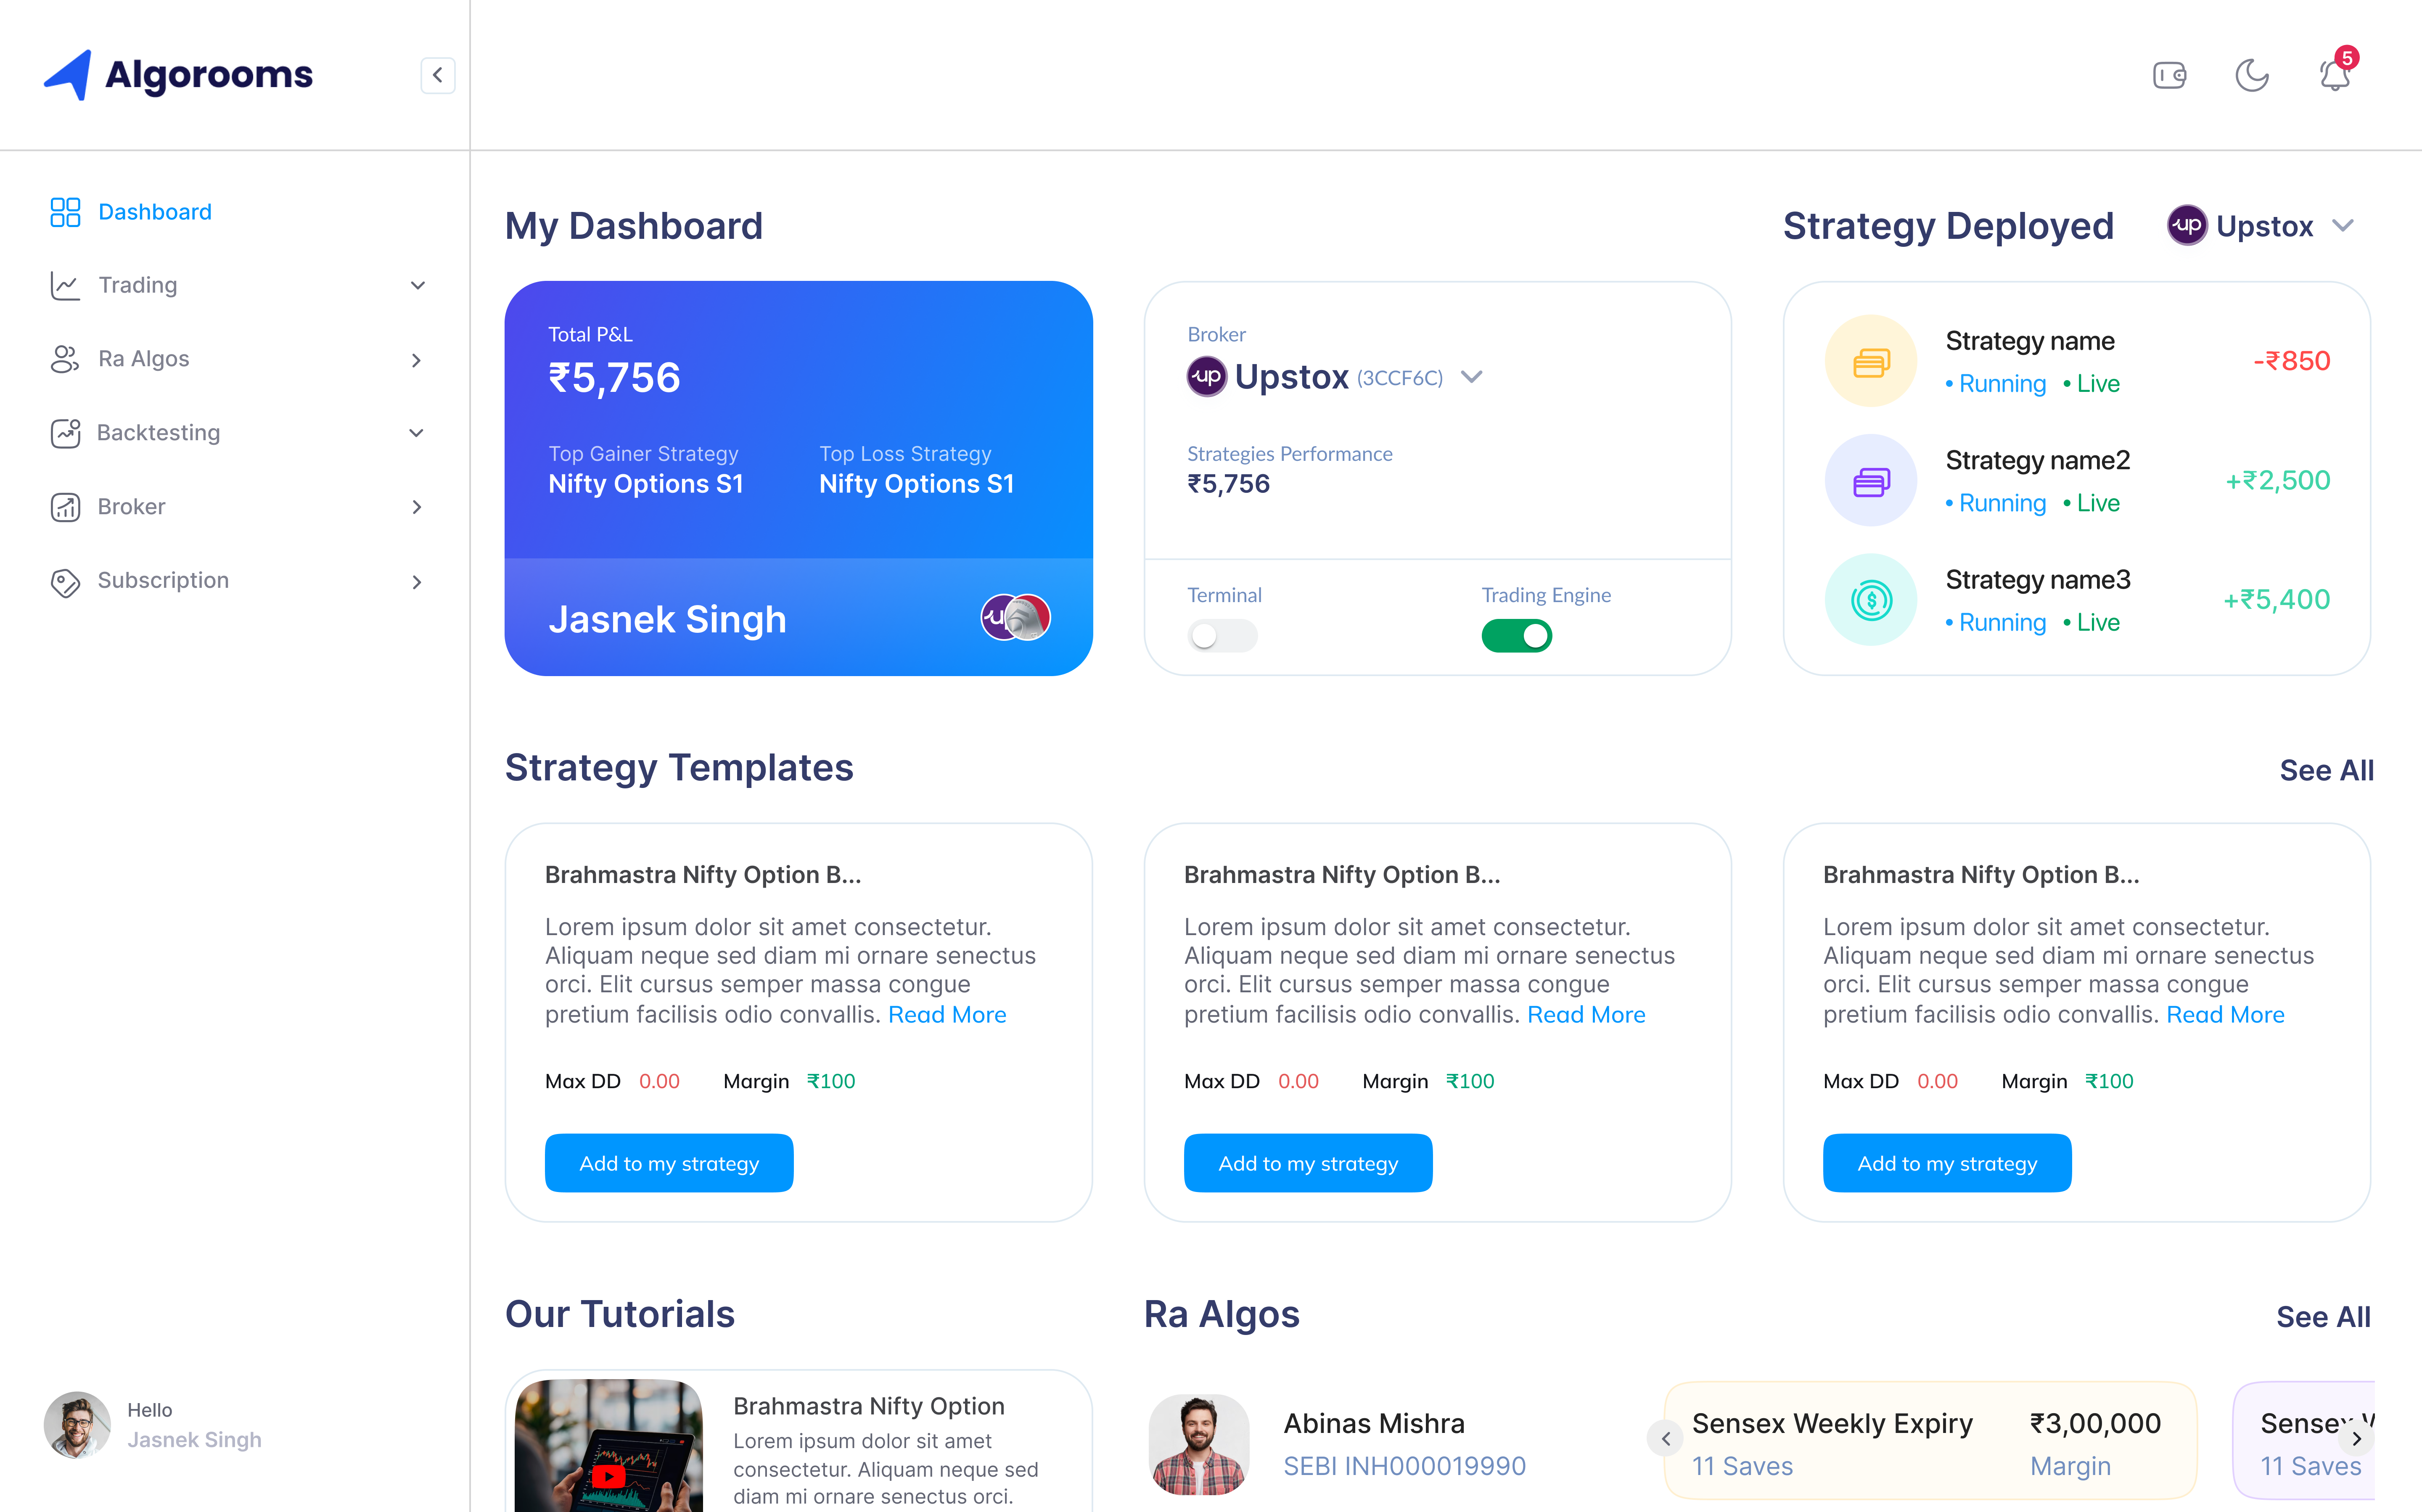 Algorooms
5
Dashboard
Trading
Ra Algos
Backtesting
Broker
Subscription
Hello
Jasnek Singh
My Dashboard
Total P&L
₹5,756
Top Gainer Strategy
Nifty Options S1
Top Loss Strategy
Nifty Options S1
Jasnek Singh
Broker
up Upstox (3CCF6C)
Strategies Performance
₹5,756
Terminal
Trading Engine
Strategy Deployed
up Upstox
Strategy name
• Running • Live
-₹850
Strategy name2
• Running • Live
+₹2,500
Strategy name3
• Running • Live
+₹5,400
Strategy Templates
See All
Brahmastra Nifty Option B...
Lorem ipsum dolor sit amet consectetur.
Aliquam neque sed diam mi ornare senectus
orci. Elit cursus semper massa congue
pretium facilisis odio convallis. Read More
Max DD 0.00 Margin ₹100
Add to my strategy
Brahmastra Nifty Option B...
Lorem ipsum dolor sit amet consectetur.
Aliquam neque sed diam mi ornare senectus
orci. Elit cursus semper massa congue
pretium facilisis odio convallis. Read More
Max DD 0.00 Margin ₹100
Add to my strategy
Brahmastra Nifty Option B...
Lorem ipsum dolor sit amet consectetur.
Aliquam neque sed diam mi ornare senectus
orci. Elit cursus semper massa congue
pretium facilisis odio convallis. Read More
Max DD 0.00 Margin ₹100
Add to my strategy
Our Tutorials
Brahmastra Nifty Option
Lorem ipsum dolor sit amet
consectetur. Aliquam neque sed
diam mi ornare senectus orci.
Ra Algos
See All
Abinas Mishra
SEBI INH000019990
Sensex Weekly Expiry
11 Saves
₹3,00,000
Margin
Sensex
11 Saves